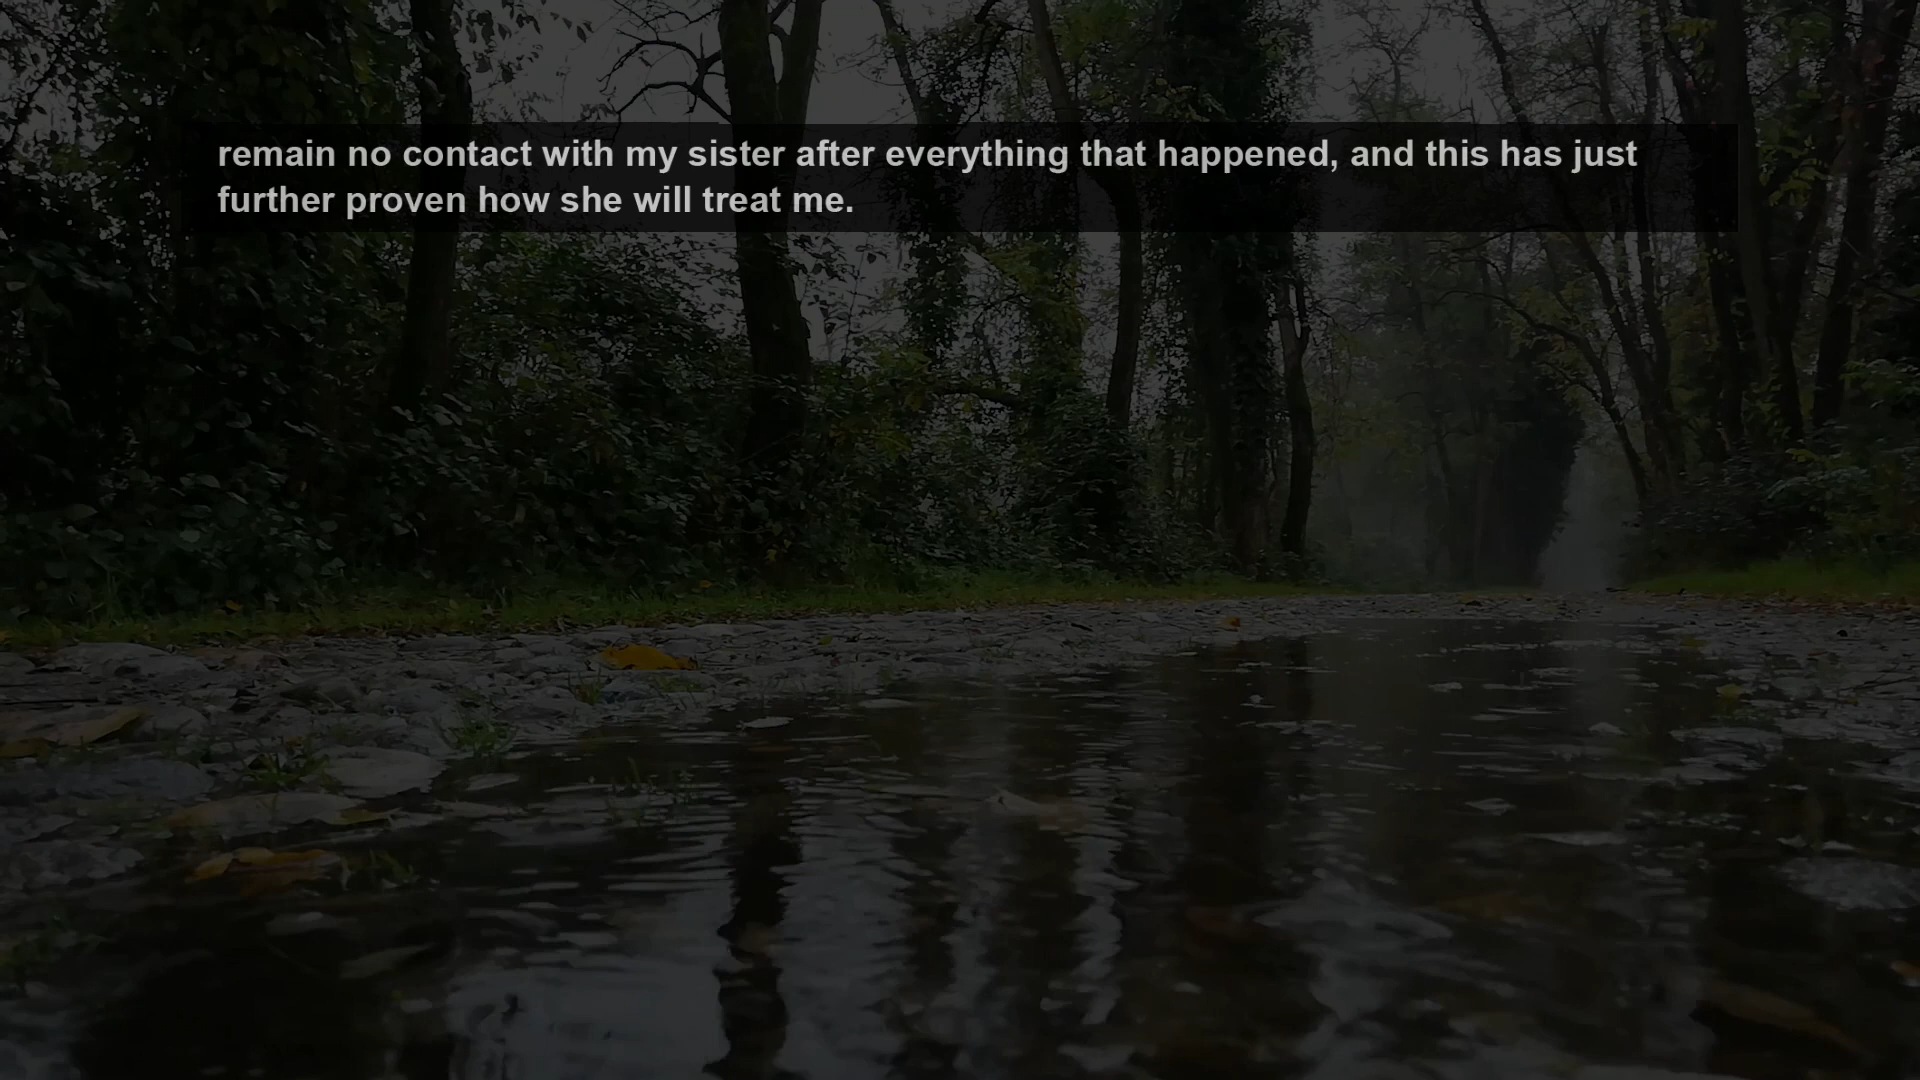 remain no contact with my sister after everything that happened, and this has just
further proven how she will treat me.